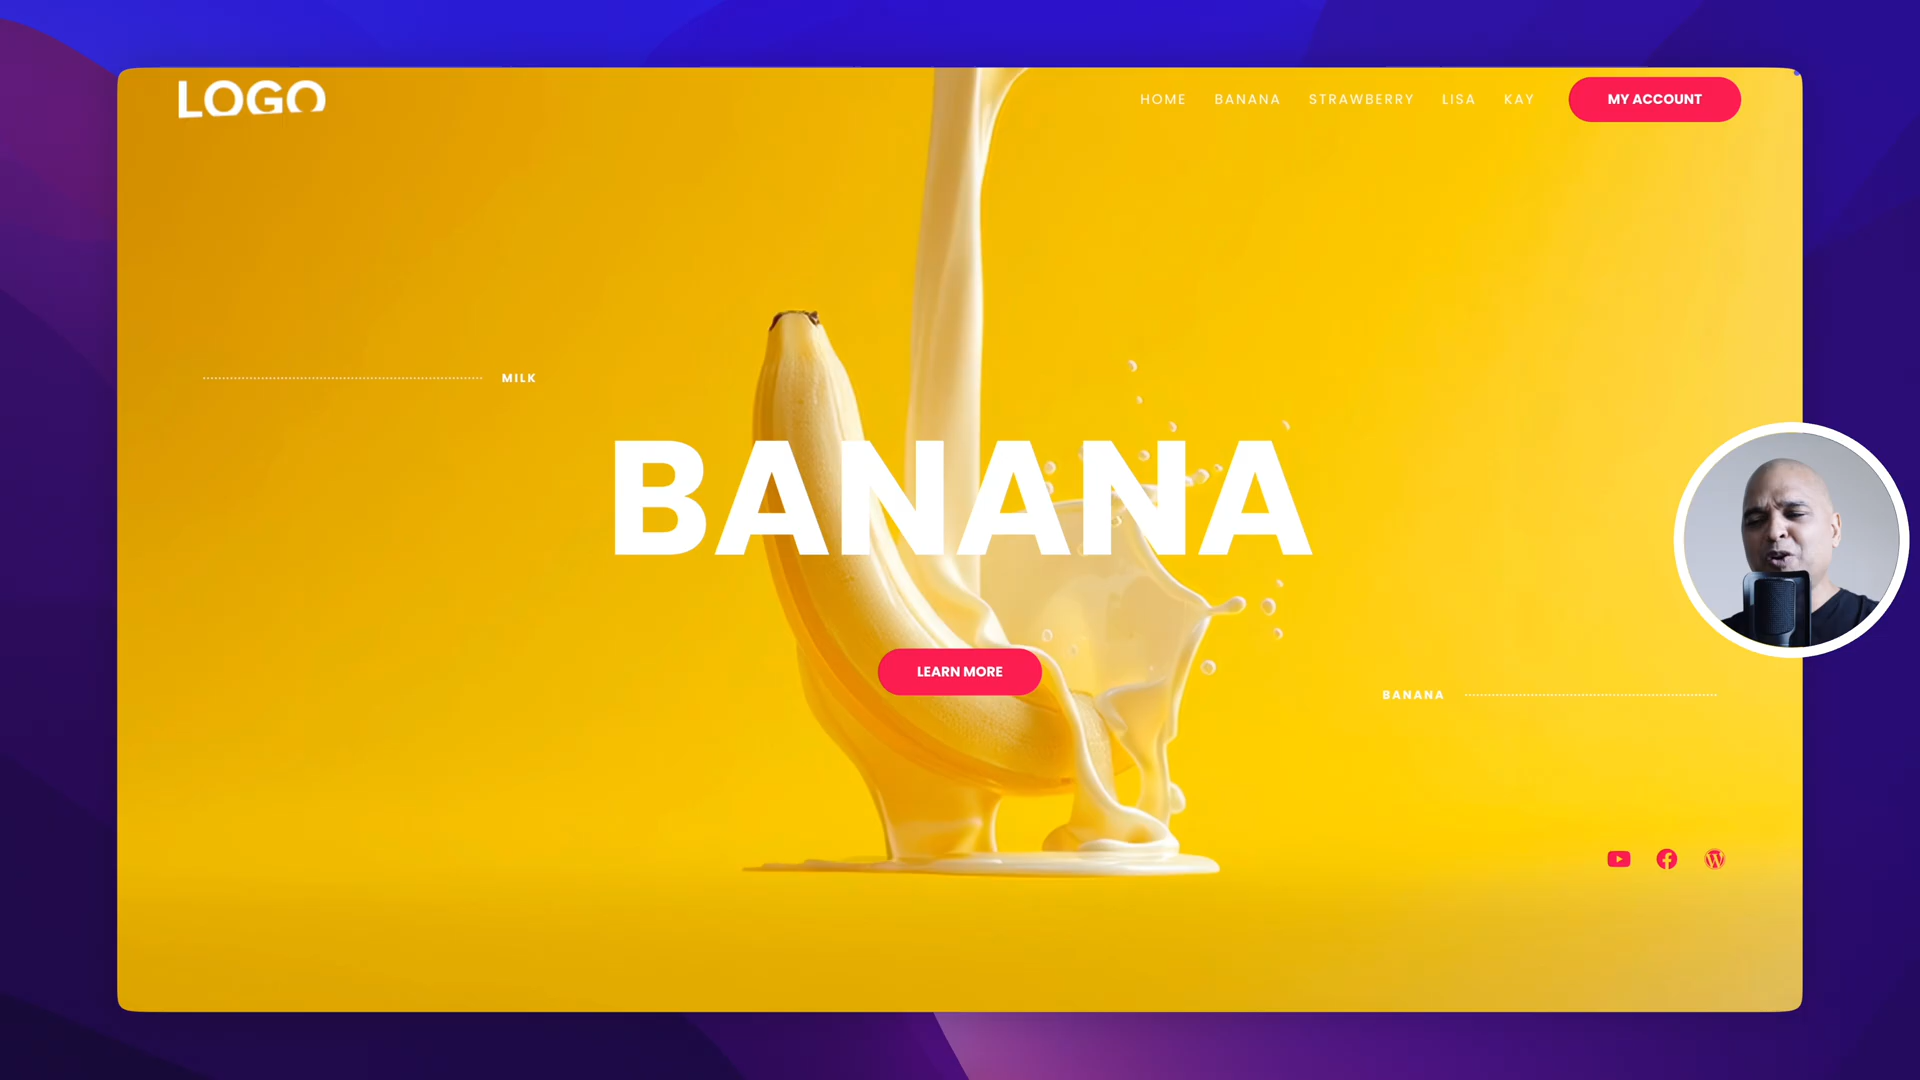 LOGO
HOME BANANA STRAWBERRY LISA KAY MY ACCOUNT
MILK
BANANA
LEARN MORE
BANANA